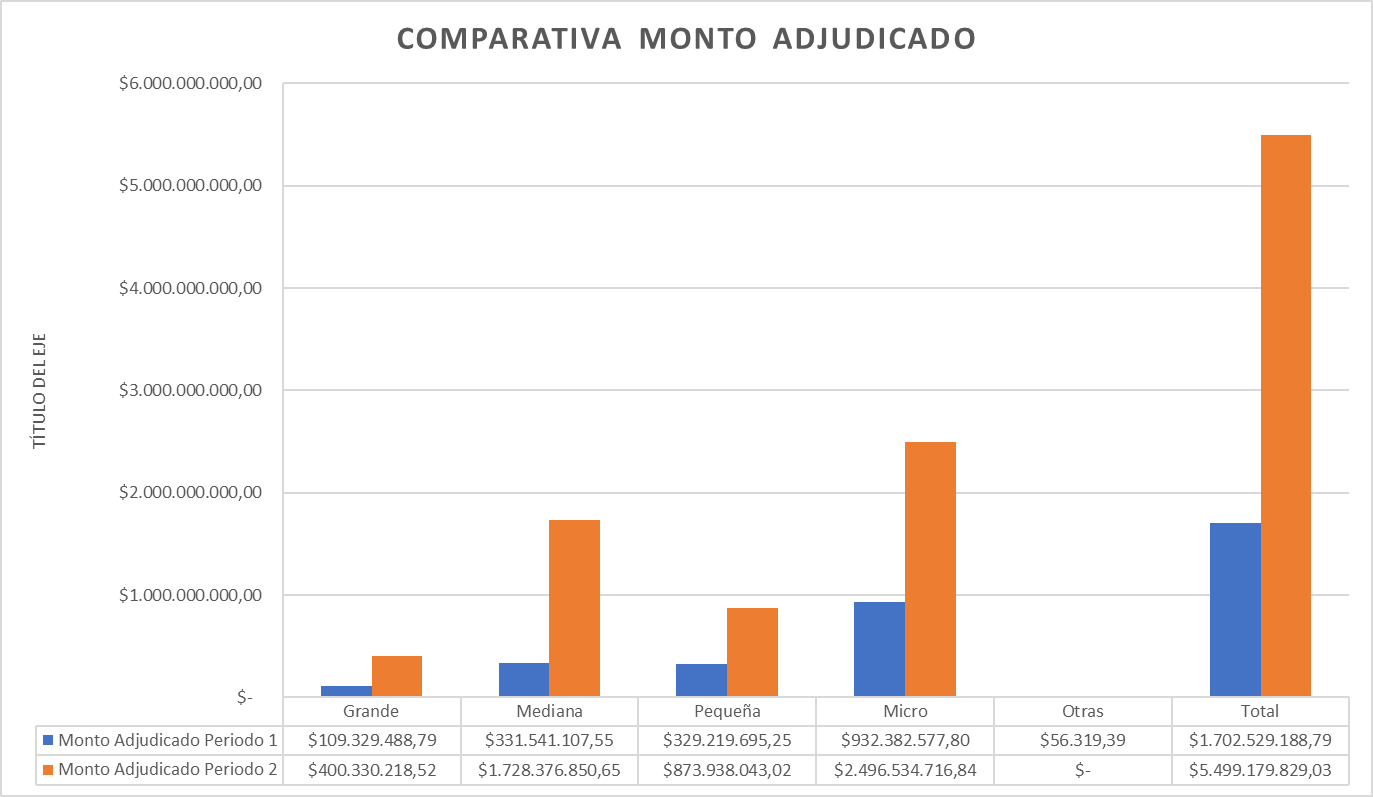 COMPARATIVA MONTO ADJUDICADO
$6.000.000.000,00
$5.000.000.000,00
$4.000.000.000,00
$3.000.000.000,00
$2.000.000.000,00
$1.000.000.000,00
$-
TÍTULO DEL EJE
Grande Mediana Pequeña Micro Otras Total
Monto Adjudicado Periodo 1 $109.329.488,79 $331.541.107,55 $329.219.695,25 $932.382.577,80 $56.319,39 $1.702.529.188,79
Monto Adjudicado Periodo 2 $400.330.218,52 $1.728.376.850,65 $873.938.043,02 $2.496.534.716,84 $- $5.499.179.829,03